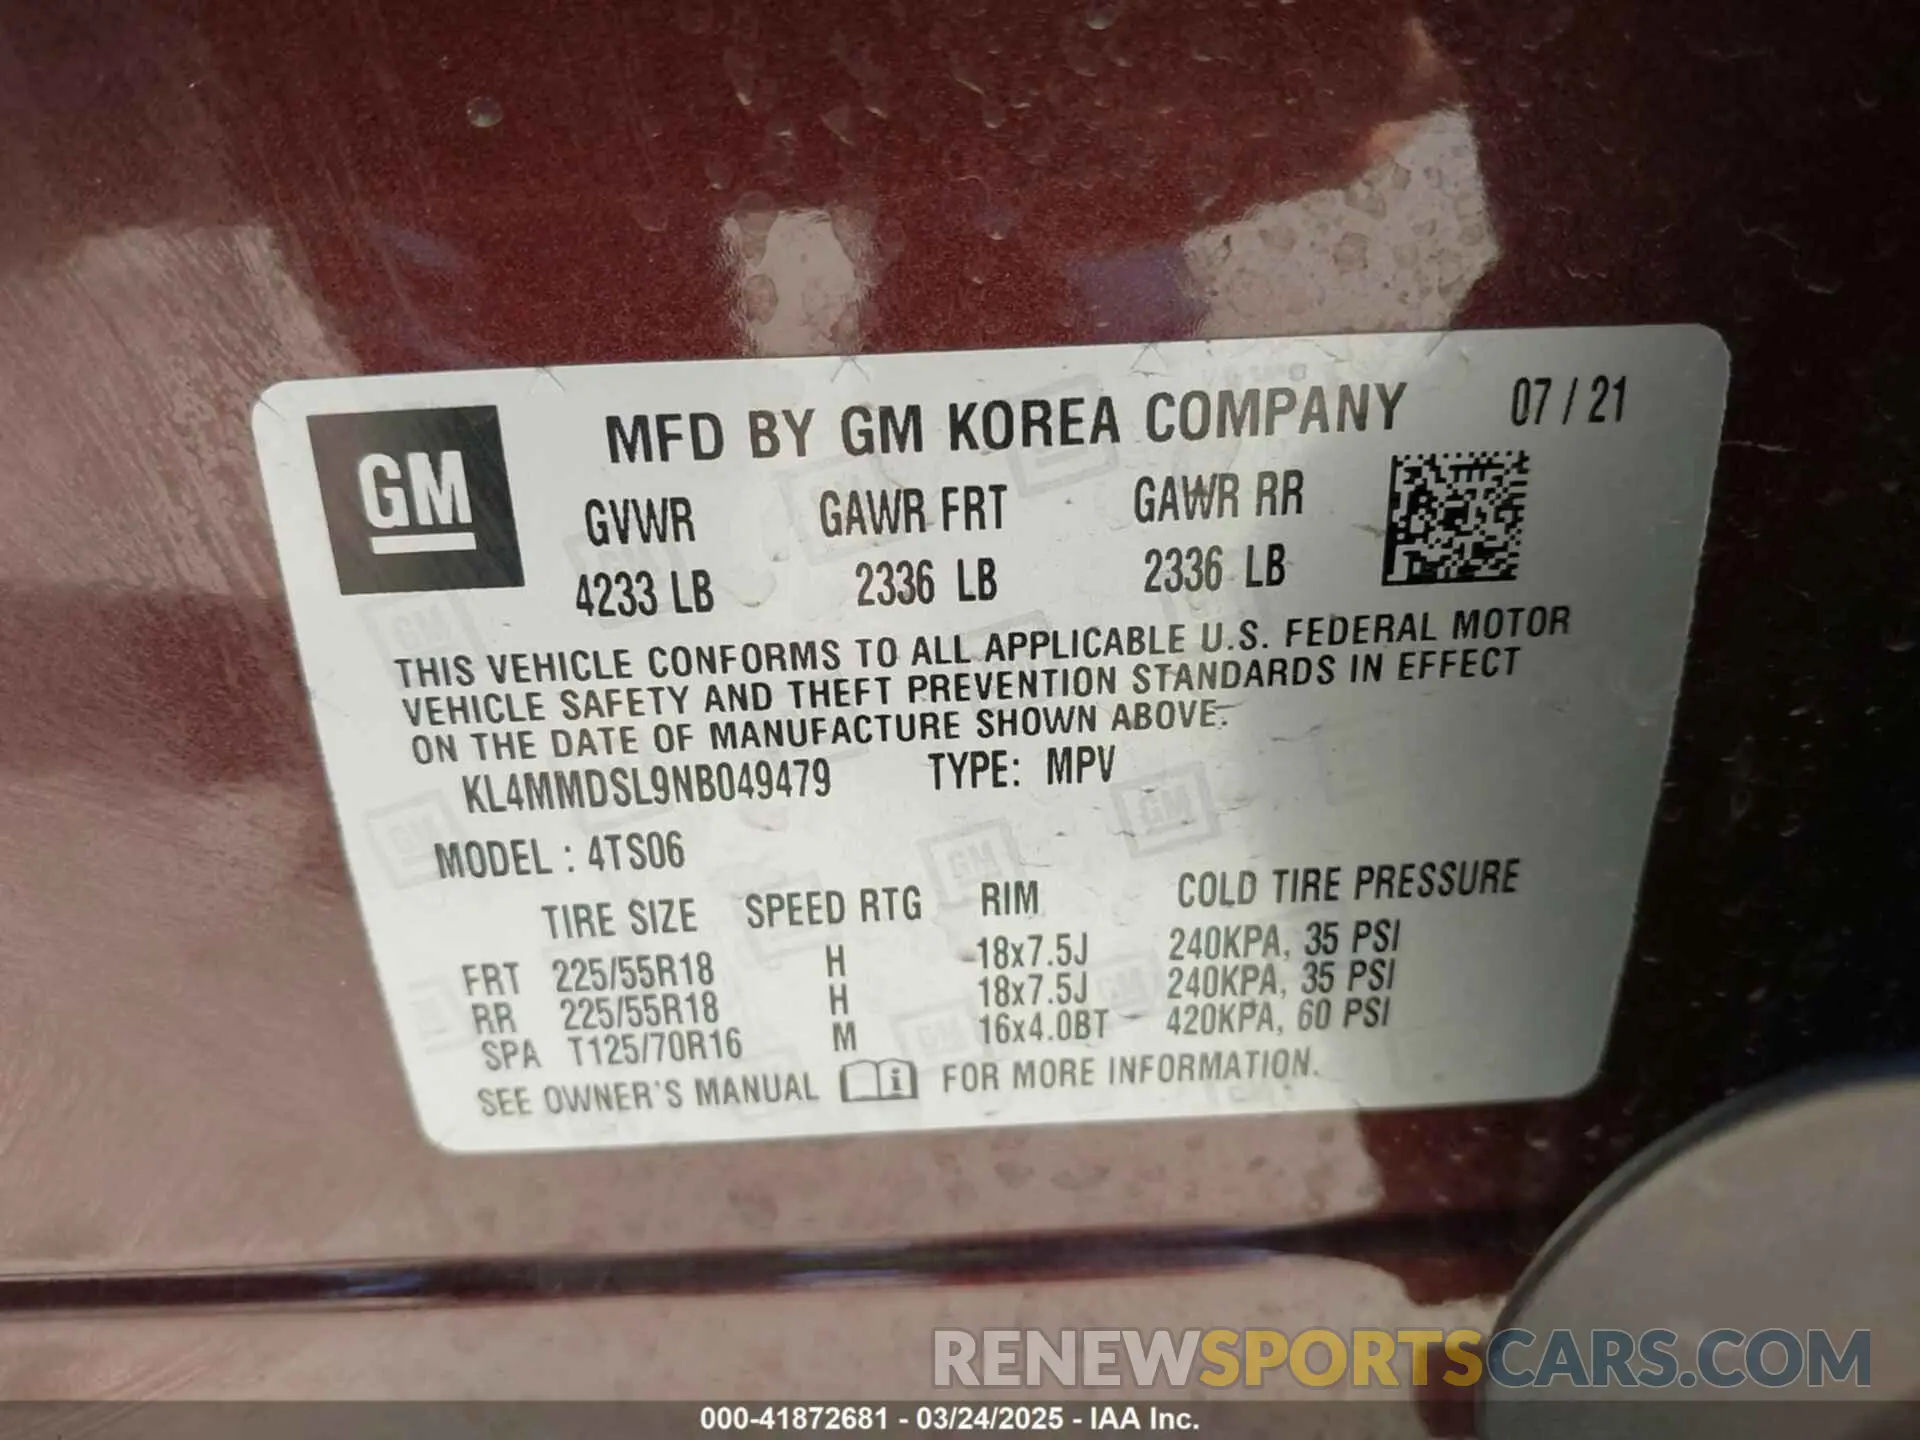 GM
MFD BY GM KOREA COMPANY 07 / 21
GVWR GAWR FRT GAWR RR
4233 LB 2336 LB 2336 LB
THIS VEHICLE CONFORMS TO ALL APPLICABLE U.S. FEDERAL MOTOR
VEHICLE SAFETY AND THEFT PREVENTION STANDARDS IN EFFECT
ON THE DATE OF MANUFACTURE SHOWN ABOVE.
KL4MMDSL9NB049479 TYPE: MPV
MODEL : 4TS06
TIRE SIZE SPEED RTG RIM COLD TIRE PRESSURE
FRT 225/55R18 H 18x7.5J 240KPA, 35 PSI
RR 225/55R18 H 18x7.5J 240KPA, 35 PSI
SPA T125/70R16 M 16x4.0BT 420KPA, 60 PSI
SEE OWNER'S MANUAL i FOR MORE INFORMATION.
RENEWSPORTSCARS.COM
000-41872681 - 03/24/2025 - IAA Inc.